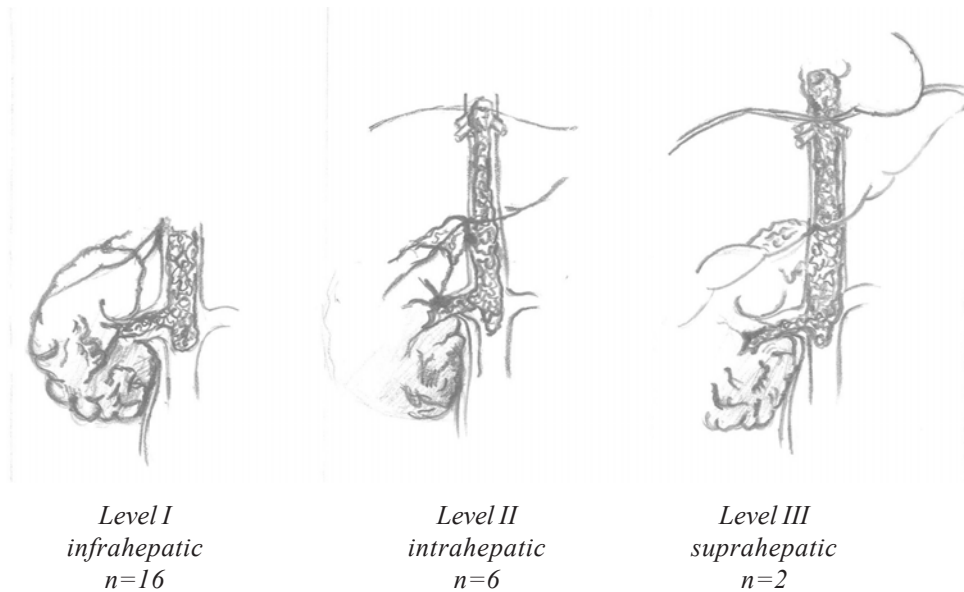 Level I
infrahepatic
n=16
Level II
intrahepatic
n=6
Level III
suprahepatic
n=2